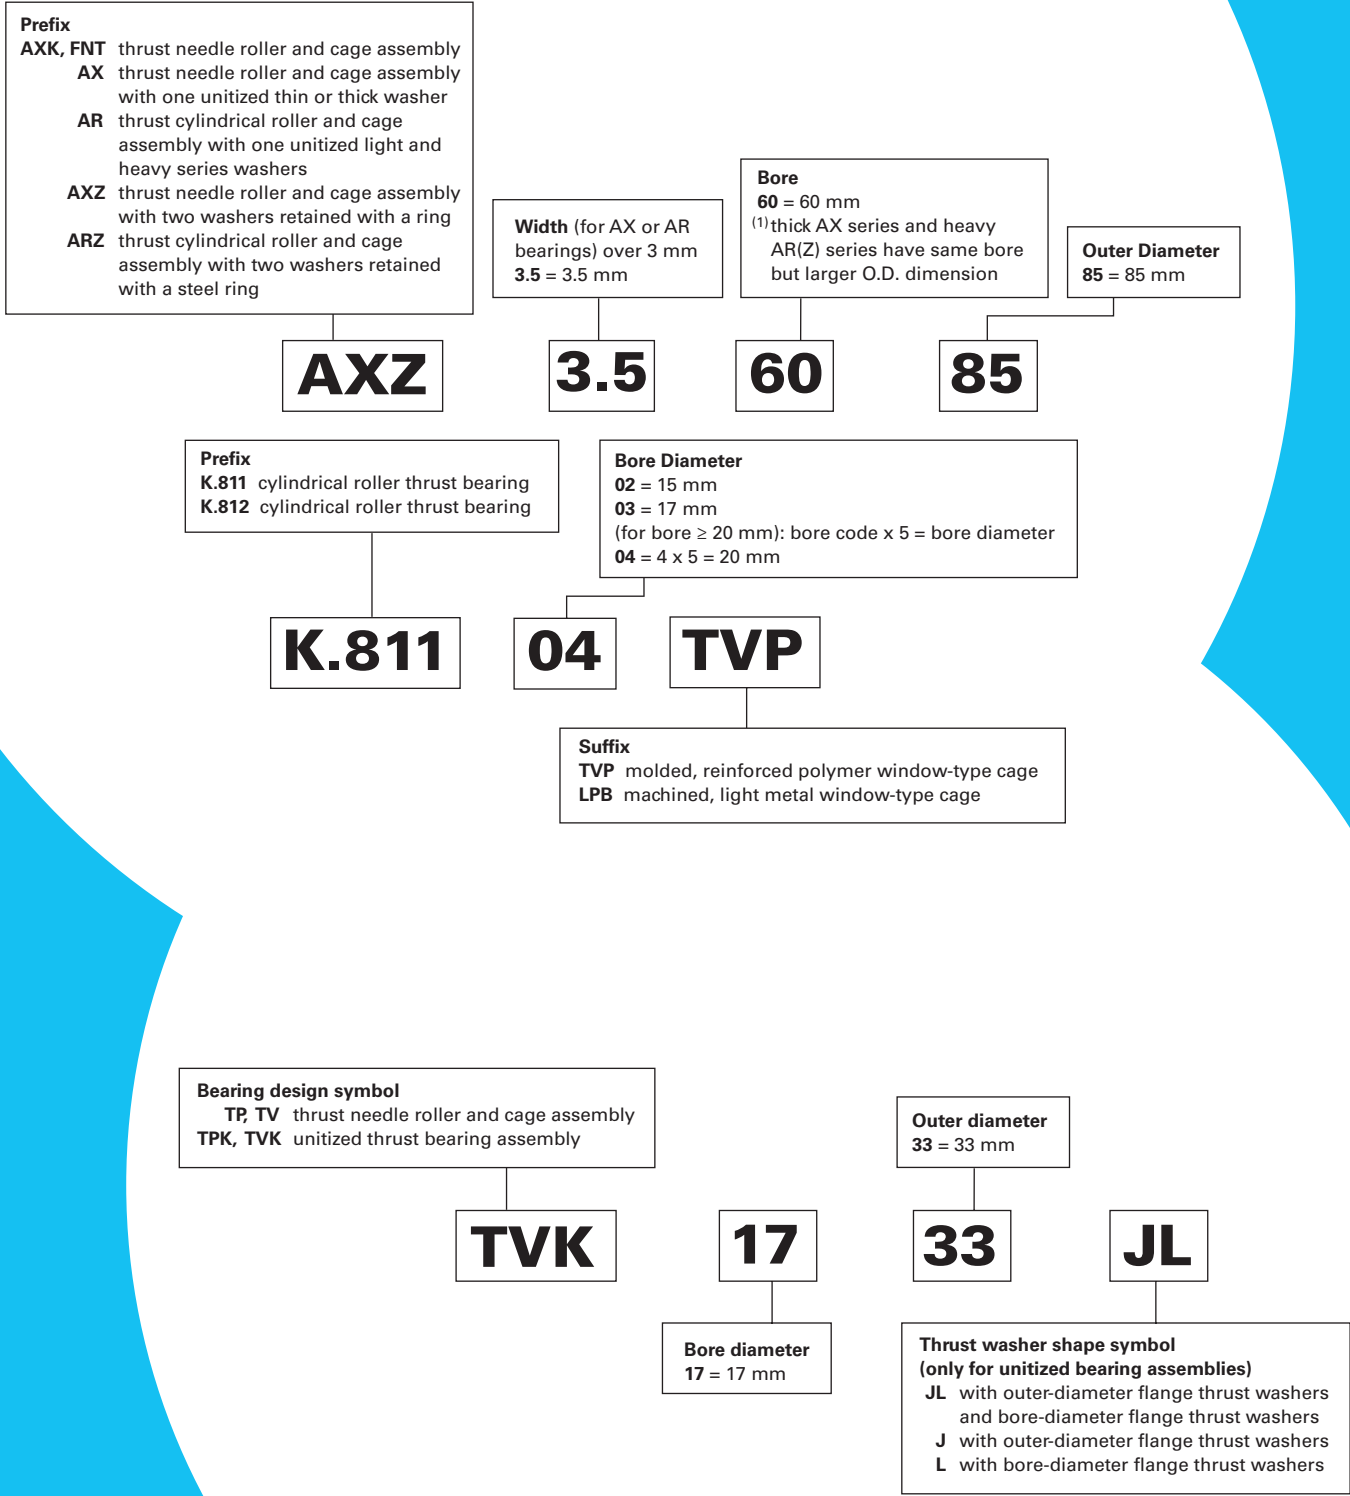 Prefix
AXK, FNT thrust needle roller and cage assembly
AX thrust needle roller and cage assembly
with one unitized thin or thick washer
AR thrust cylindrical roller and cage
assembly with one unitized light and
heavy series washers
AXZ thrust needle roller and cage assembly
with two washers retained with a ring
ARZ thrust cylindrical roller and cage
assembly with two washers retained
with a steel ring
Width (for AX or AR
bearings) over 3 mm
3.5 = 3.5 mm
Bore
60 = 60 mm
(1) thick AX series and heavy
AR(Z) series have same bore
but larger O.D. dimension
Outer Diameter
85 = 85 mm
AXZ 3.5 60 85
Prefix
K.811 cylindrical roller thrust bearing
K.812 cylindrical roller thrust bearing
Bore Diameter
02 = 15 mm
03 = 17 mm
(for bore ≥ 20 mm): bore code x 5 = bore diameter
04 = 4 x 5 = 20 mm
K.811 04 TVP
Suffix
TVP molded, reinforced polymer window-type cage
LPB machined, light metal window-type cage
Bearing design symbol
TP, TV thrust needle roller and cage assembly
TPK, TVK unitized thrust bearing assembly
Outer diameter
33 = 33 mm
TVK 17 33 JL
Bore diameter
17 = 17 mm
Thrust washer shape symbol
(only for unitized bearing assemblies)
JL with outer-diameter flange thrust washers
and bore-diameter flange thrust washers
J with outer-diameter flange thrust washers
L with bore-diameter flange thrust washers